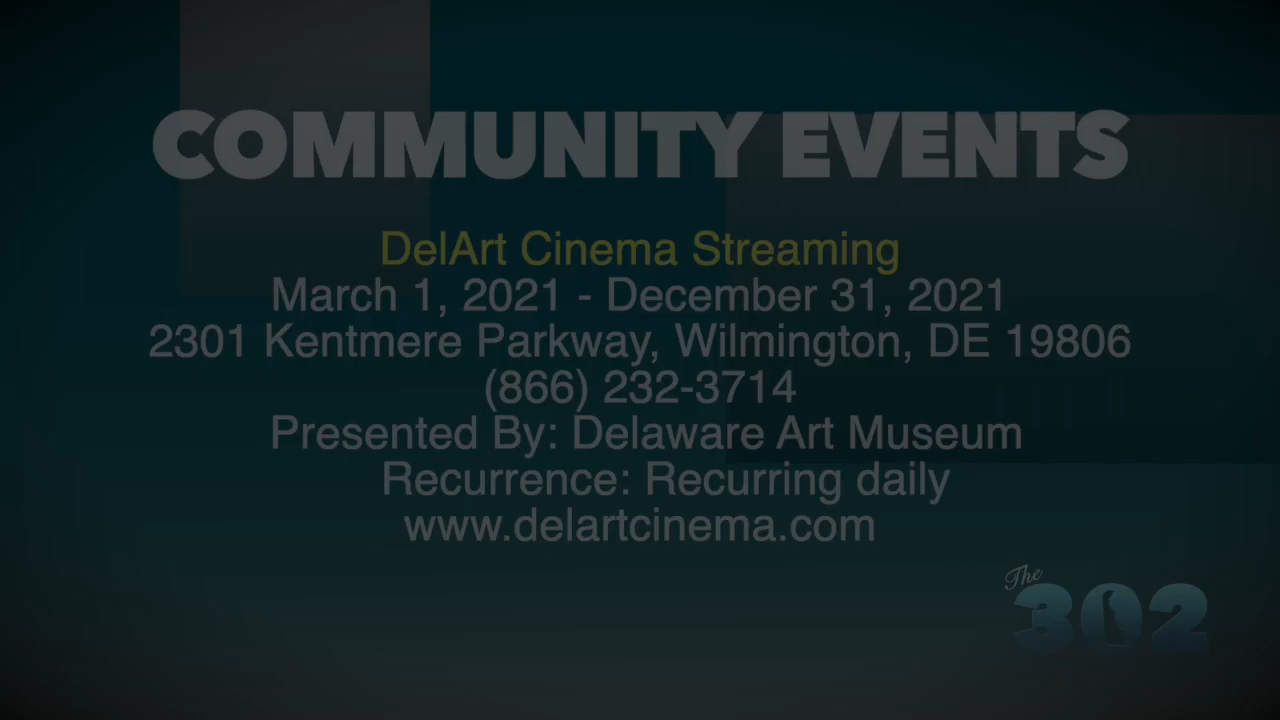 COMMUNITY EVENTS
DelArt Cinema Streaming
March 1, 2021 - December 31, 2021
2301 Kentmere Parkway, Wilmington, DE 19806
(866) 232-3714
Presented By: Delaware Art Museum
Recurrence: Recurring daily
www.delartcinema.com
The
302